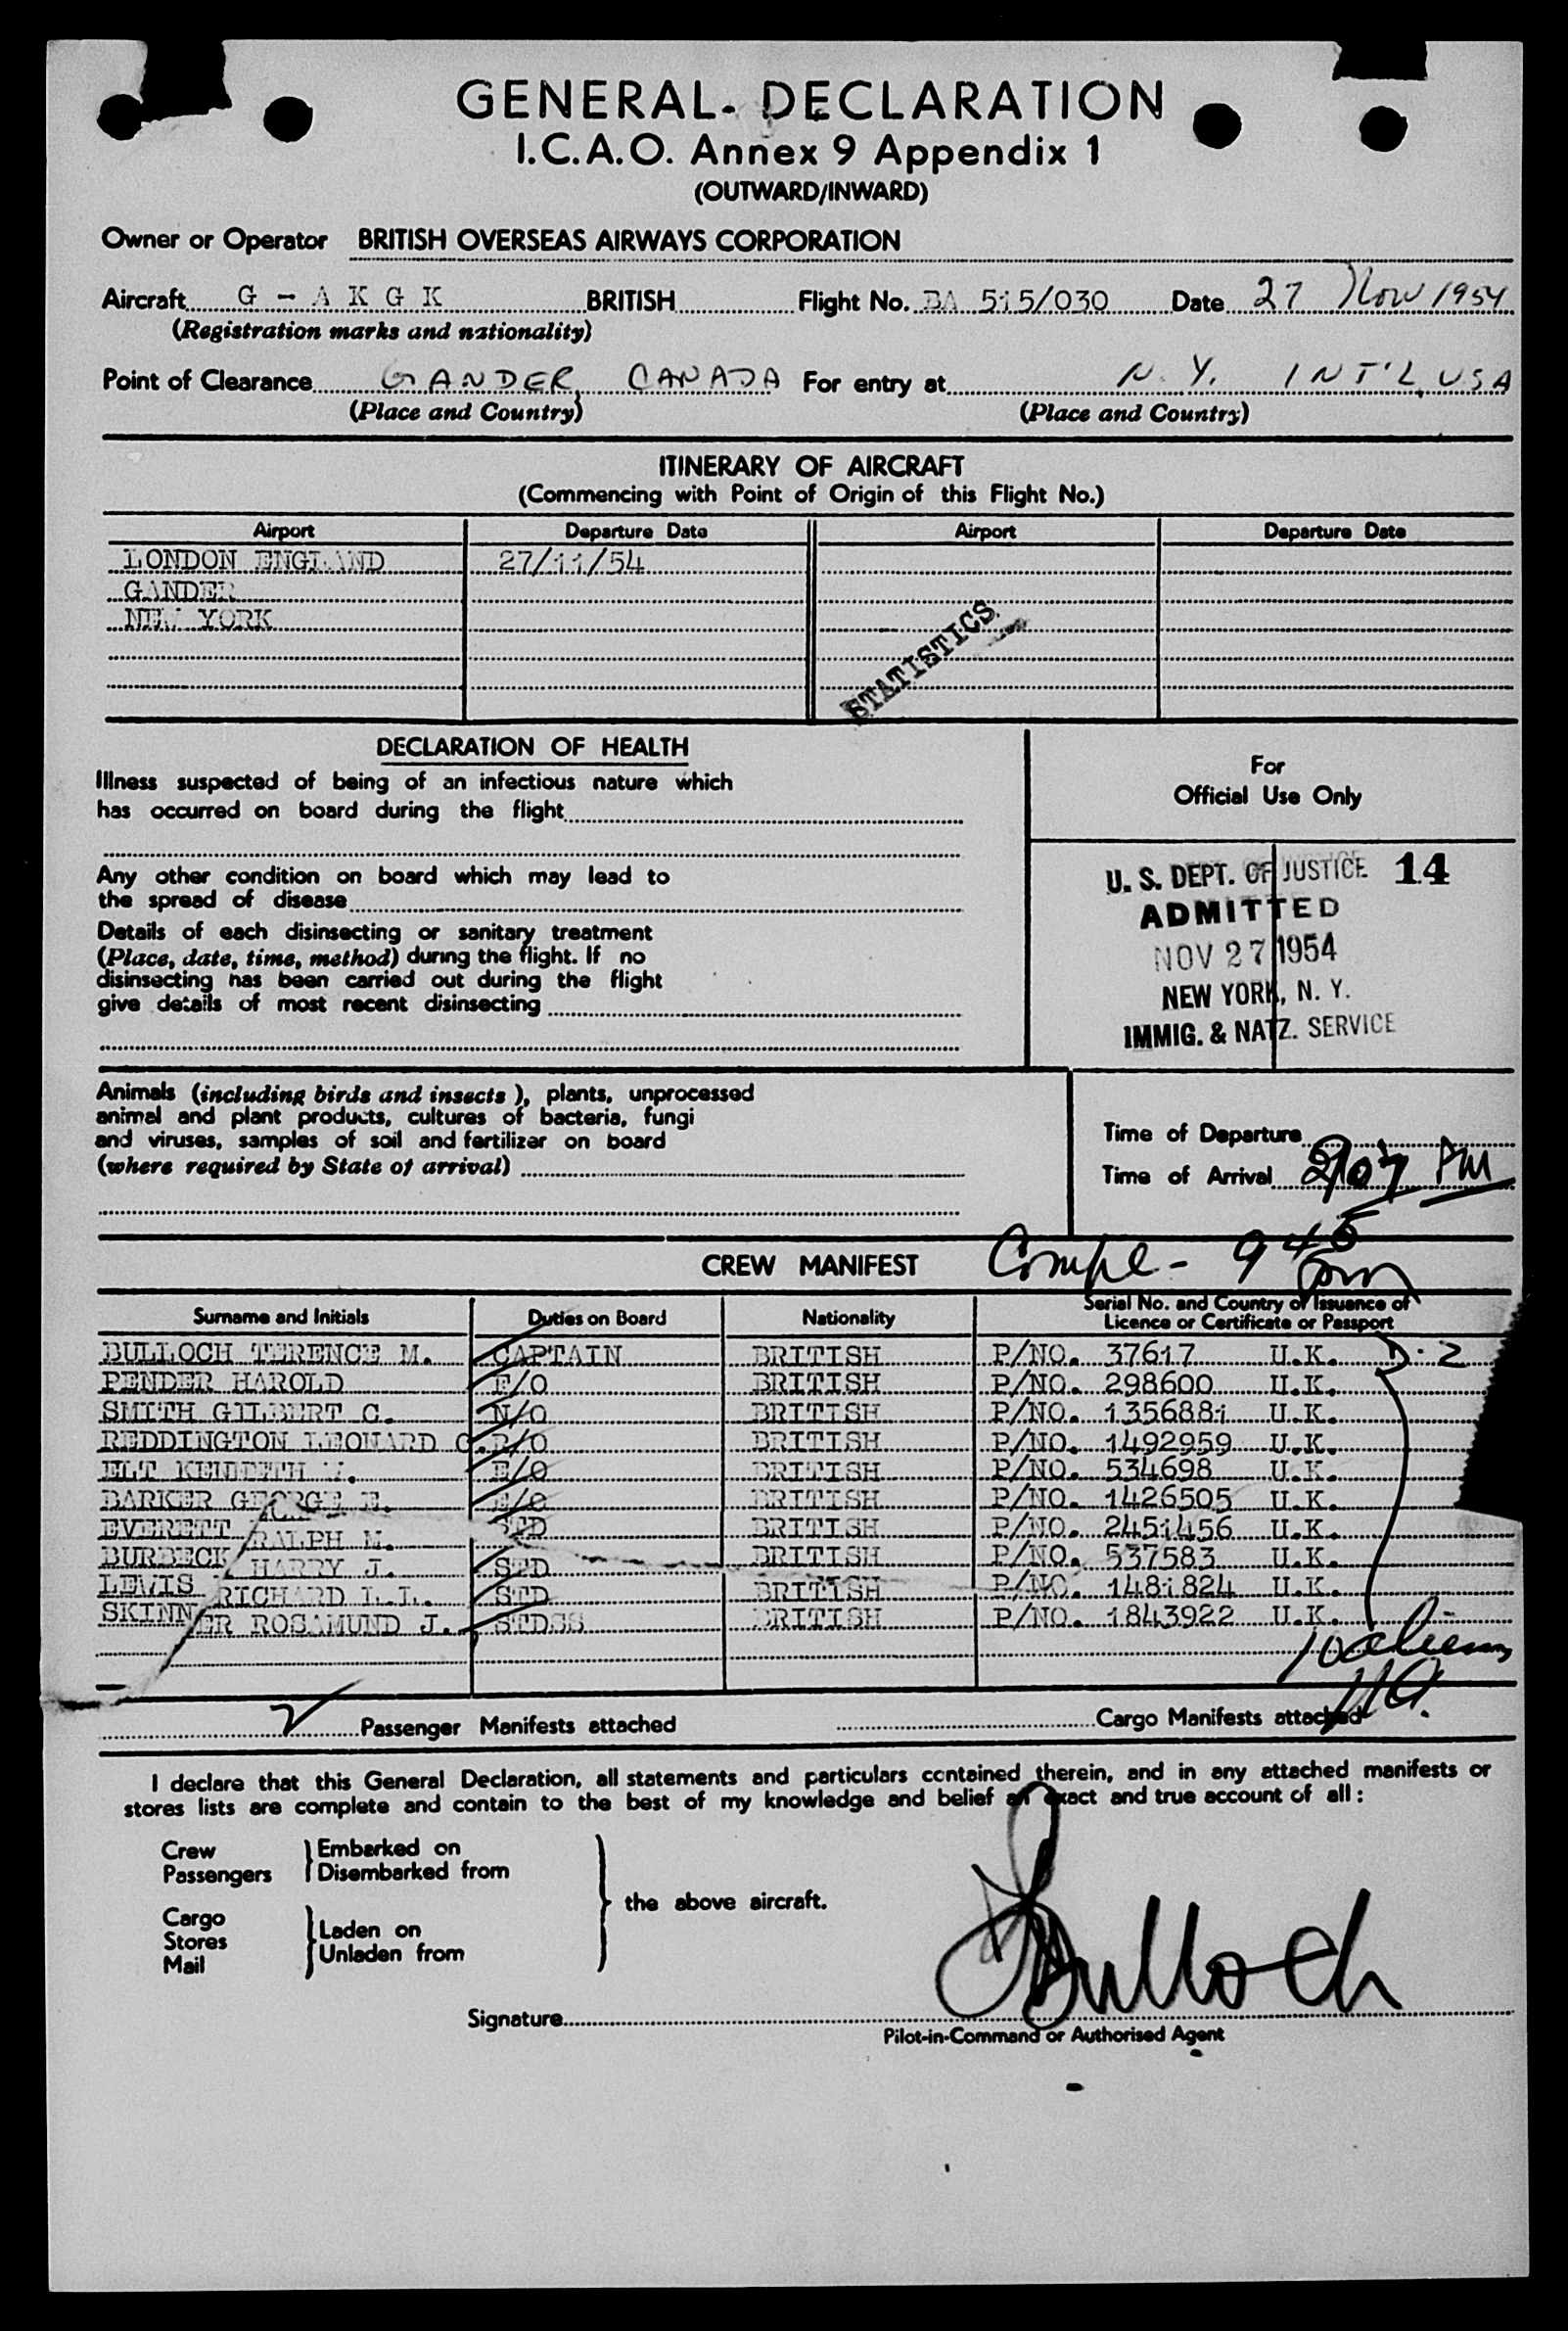 GENERAL DECLARATION
I.C.A.O. Annex 9 Appendix 1
(OUTWARD/INWARD)
Owner or Operator BRITISH OVERSEAS AIRWAYS CORPORATION
Aircraft G - A K G K BRITISH Flight No. BA 515/030 Date 27 Nov 1954
(Registration marks and nationality)
Point of Clearance GANDER, CANADA For entry at N.Y. INT'L, USA
(Place and Country) (Place and Country)
ITINERARY OF AIRCRAFT
(Commencing with Point of Origin of this Flight No.)
Airport Departure Date Airport Departure Date
LONDON ENGLAND 27/11/54
GANDER
NEW YORK
STATISTICS
DECLARATION OF HEALTH
Illness suspected of being of an infectious nature which
has occurred on board during the flight
Any other condition on board which may lead to
the spread of disease
Details of each disinsecting or sanitary treatment
(Place, date, time, method) during the flight. If no
disinsecting has been carried out during the flight
give details of most recent disinsecting
For
Official Use Only
U. S. DEPT. OF JUSTICE 14
ADMITTED
NOV 27 1954
NEW YORK, N. Y.
IMMIG. & NATZ. SERVICE
Animals (including birds and insects), plants, unprocessed
animal and plant products, cultures of bacteria, fungi
and viruses, samples of soil and fertilizer on board
(where required by State of arrival)
Time of Departure
Time of Arrival PM
Compl - 9 45 pm
CREW MANIFEST
Surname and Initials Duties on Board Nationality Serial No. and Country of Issuance of
Licence or Certificate or Passport
BULLOCH TERENCE M. CAPTAIN BRITISH P/NO. 37617 U.K. D-2
PENDER HAROLD F/O BRITISH P/NO. 298600 U.K.
SMITH GILBERT C. N/O BRITISH P/NO. 1356881 U.K.
REDDINGTON LEONARD C. R/O BRITISH P/NO. 1492959 U.K.
ELT KENNETH E/O BRITISH P/NO. 534698 U.K.
BARKER GEORGE E. E/O BRITISH P/NO. 1426505 U.K.
EVERETT RALPH M. STD BRITISH P/NO. 2451456 U.K.
BURBECK HARRY J. STD BRITISH P/NO. 537583 U.K.
LEWIS RICHARD L.L. STD BRITISH P/NO. 1481824 U.K.
SKINNER ROSAMUND J. STDSS BRITISH P/NO. 1843922 U.K.
10 aliens
2 Passenger Manifests attached Cargo Manifests attached
I declare that this General Declaration, all statements and particulars contained therein, and in any attached manifests or
stores lists are complete and contain to the best of my knowledge and belief an exact and true account of all:
Crew Embarked on
Passengers Disembarked from
the above aircraft.
Cargo Laden on
Stores
Mail Unladen from
Signature Bulloch
Pilot-in-Command or Authorised Agent